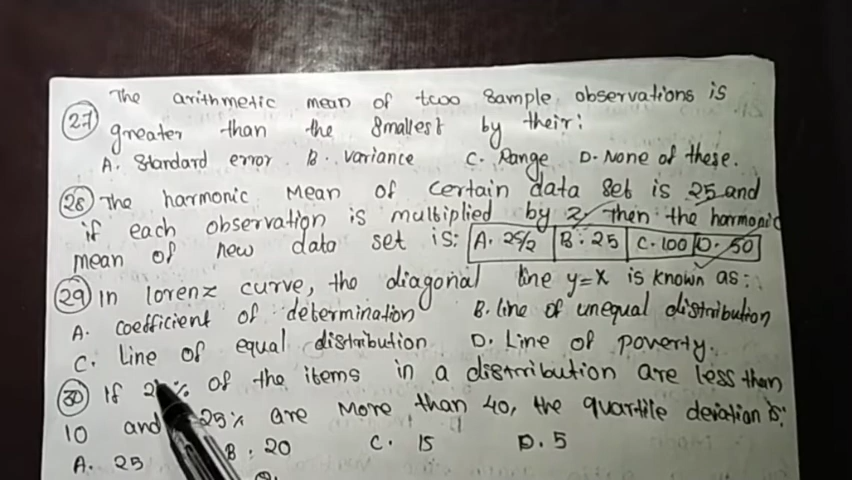 27 The arithmetic mean of two sample observations is
greater than the smallest by their:
A. Standard error B. variance C. Range D. None of these.
28 The harmonic Mean of certain data set is 25 and
if each observation is multiplied by 2, then the harmonic
mean of new data set is: A. 25/2 B. 25 C. 100 D. 50
29 In lorenz curve, the diagonal line y=x is known as:
A. coefficient of determination B. line of unequal distribution
C. Line of equal distribution D. Line of poverty.
30 If % of the items in a distribution are less than
10 and 25% are more than 40, the quartile deviation is:
A. 25 B. 20 C. 15 D. 5